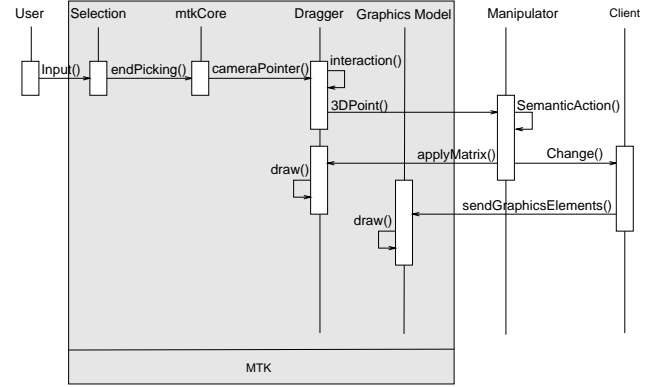 User Selection mtkCore Dragger Graphics Model Manipulator Client
Input() endPicking() cameraPointer() interaction()
3DPoint() SemanticAction()
applyMatrix() Change()
draw()
sendGraphicsElements()
draw()
MTK